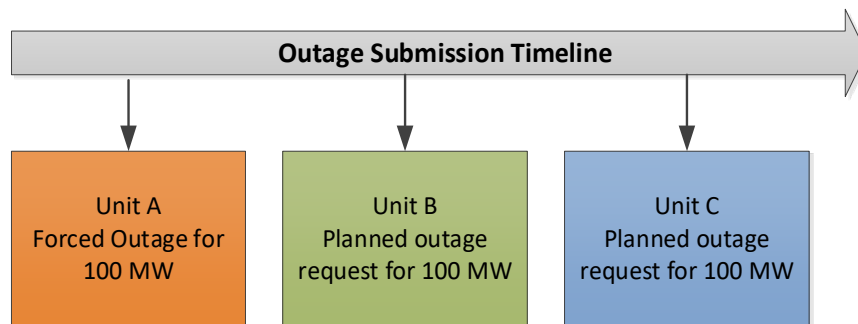 Outage Submission Timeline
Unit A
Forced Outage for
100 MW
Unit B
Planned outage
request for 100 MW
Unit C
Planned outage
request for 100 MW